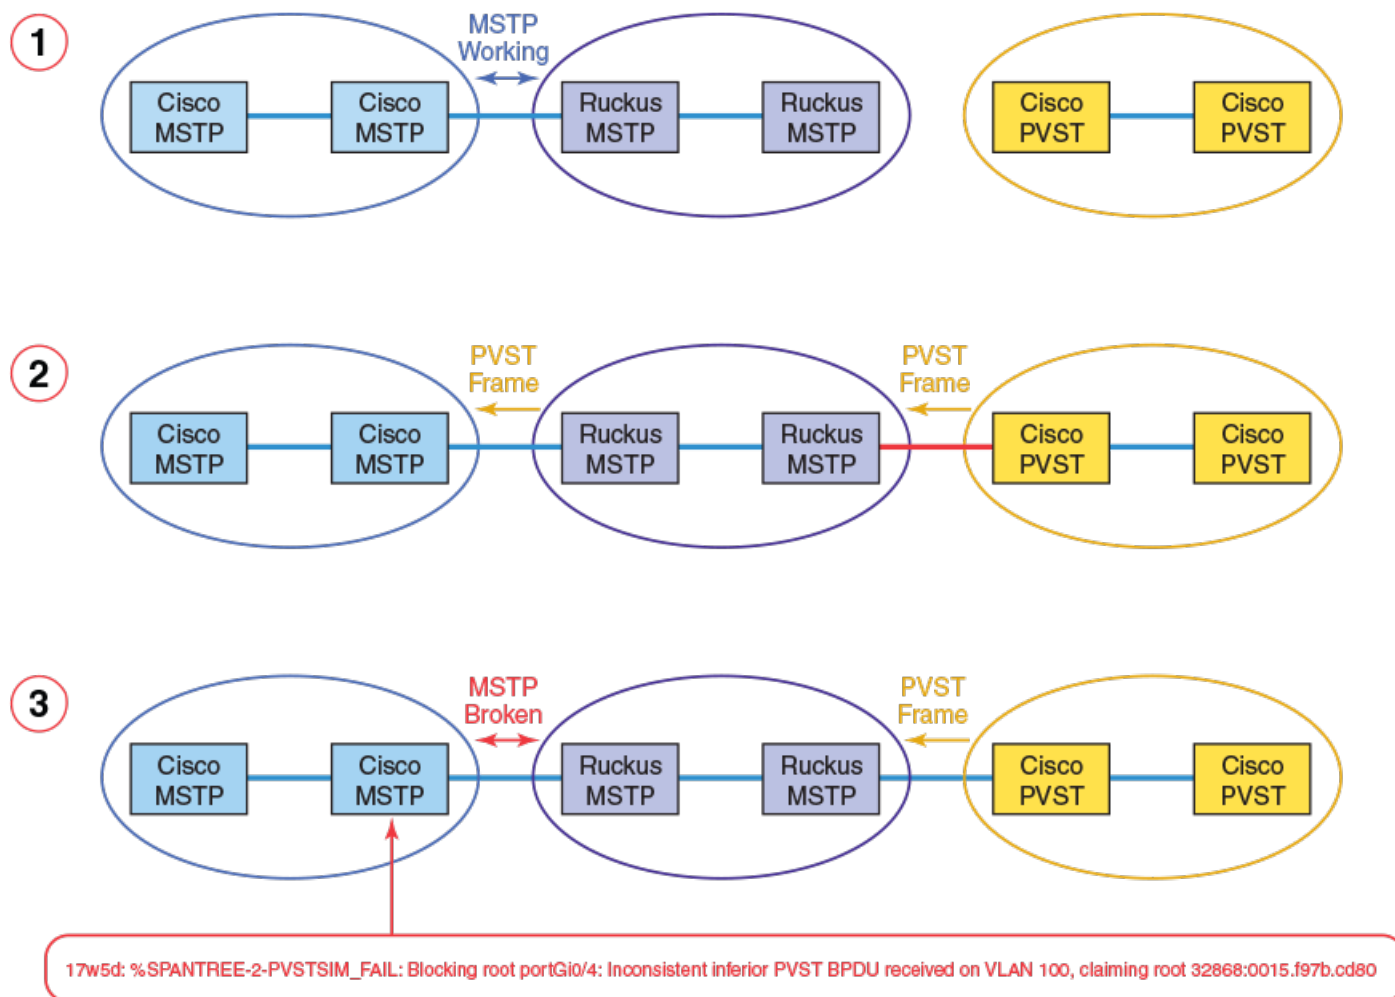 1
MSTP
Working
Cisco
MSTP
Cisco
MSTP
Ruckus
MSTP
Ruckus
MSTP
Cisco
PVST
Cisco
PVST
2
PVST
Frame
PVST
Frame
Cisco
MSTP
Cisco
MSTP
Ruckus
MSTP
Ruckus
MSTP
Cisco
PVST
Cisco
PVST
3
MSTP
Broken
PVST
Frame
Cisco
MSTP
Cisco
MSTP
Ruckus
MSTP
Ruckus
MSTP
Cisco
PVST
Cisco
PVST
17w5d: %SPANTREE-2-PVSTSIM_FAIL: Blocking root portGi0/4: Inconsistent inferior PVST BPDU received on VLAN 100, claiming root 32868:0015.f97b.cd80